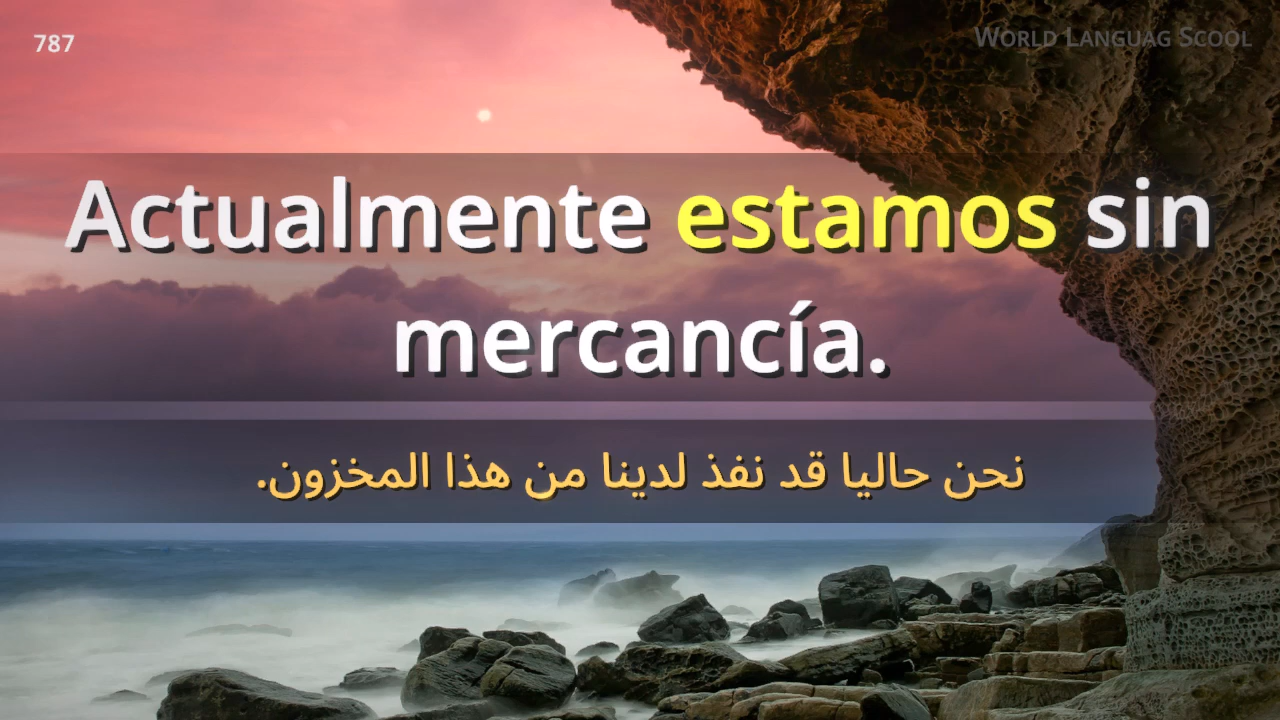 787
World Languag Scool
Actualmente estamos sin
mercancía.
نحن حاليا قد نفذ لدينا من هذا المخزون.